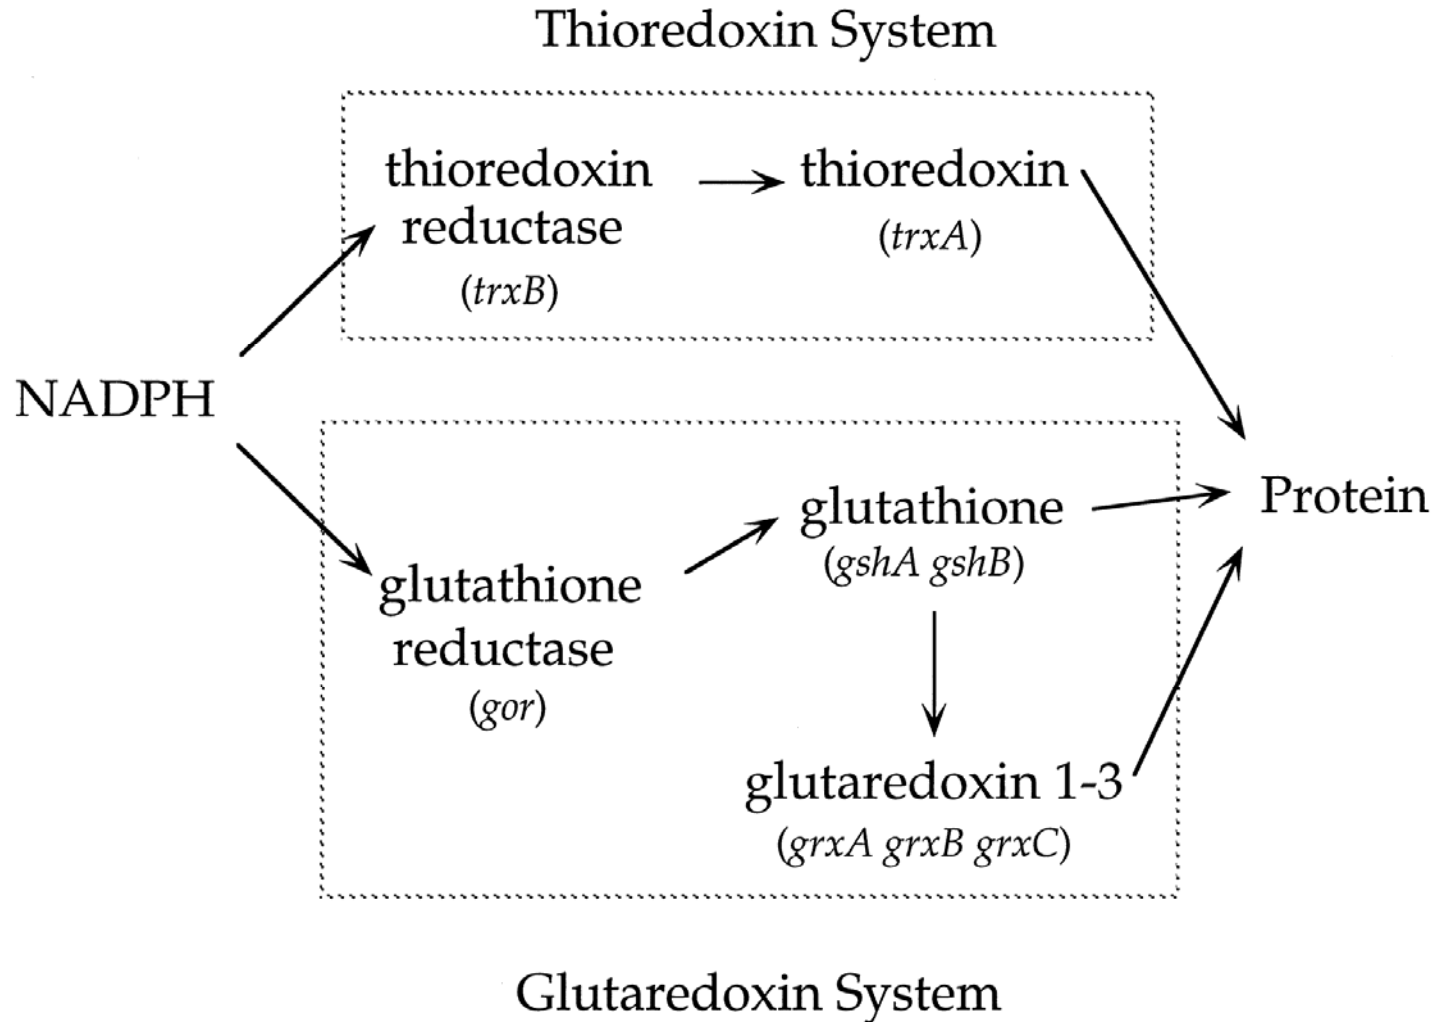 Thioredoxin System
thioredoxin
reductase
(trxB)
thioredoxin
(trxA)
NADPH
Protein
glutathione
reductase
(gor)
glutathione
(gshA gshB)
glutaredoxin 1-3
(grxA grxB grxC)
Glutaredoxin System